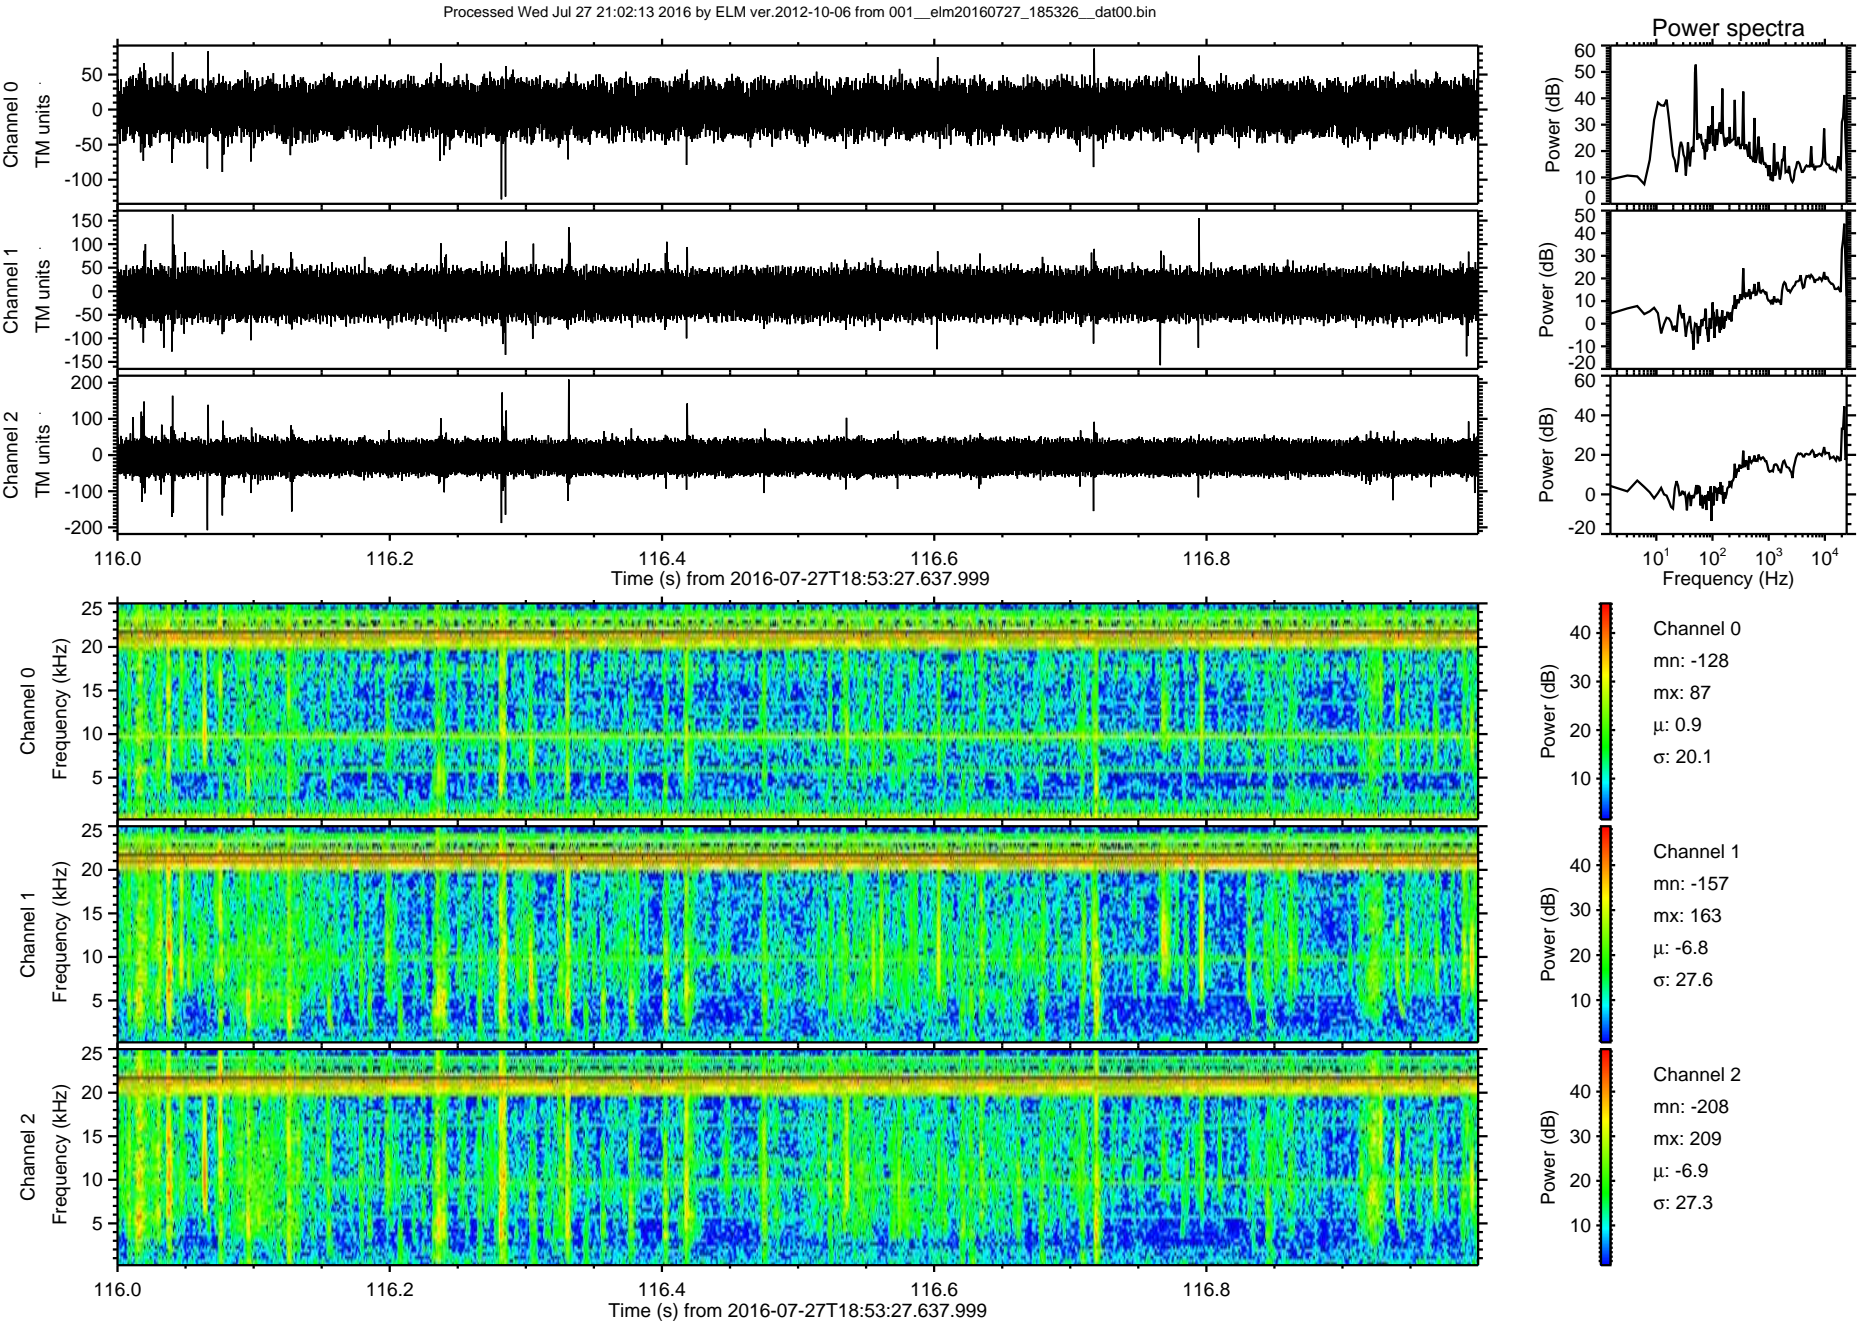 Processed Wed Jul 27 21:02:13 2016 by ELM ver.2012-10-06 from 001__elm20160727_185326__dat00.bin
Power spectra
Channel 0
TM units
50
0
-50
-100
Power (dB)
60
50
40
30
20
10
0
Channel 1
TM units
150
100
50
0
-50
-100
-150
Power (dB)
50
40
30
20
10
0
-10
-20
Channel 2
TM units
200
100
0
-100
-200
Power (dB)
60
40
20
0
-20
116.0 116.2 116.4 116.6 116.8
Time (s) from 2016-07-27T18:53:27.637.999
10^1 10^2 10^3 10^4
Frequency (Hz)
Channel 0
Frequency (kHz)
25
20
15
10
5
Power (dB)
40
30
20
10
Channel 0
mn: -128
mx: 87
μ: 0.9
σ: 20.1
Channel 1
Frequency (kHz)
25
20
15
10
5
Power (dB)
40
30
20
10
Channel 1
mn: -157
mx: 163
μ: -6.8
σ: 27.6
Channel 2
Frequency (kHz)
25
20
15
10
5
Power (dB)
40
30
20
10
Channel 2
mn: -208
mx: 209
μ: -6.9
σ: 27.3
116.0 116.2 116.4 116.6 116.8
Time (s) from 2016-07-27T18:53:27.637.999